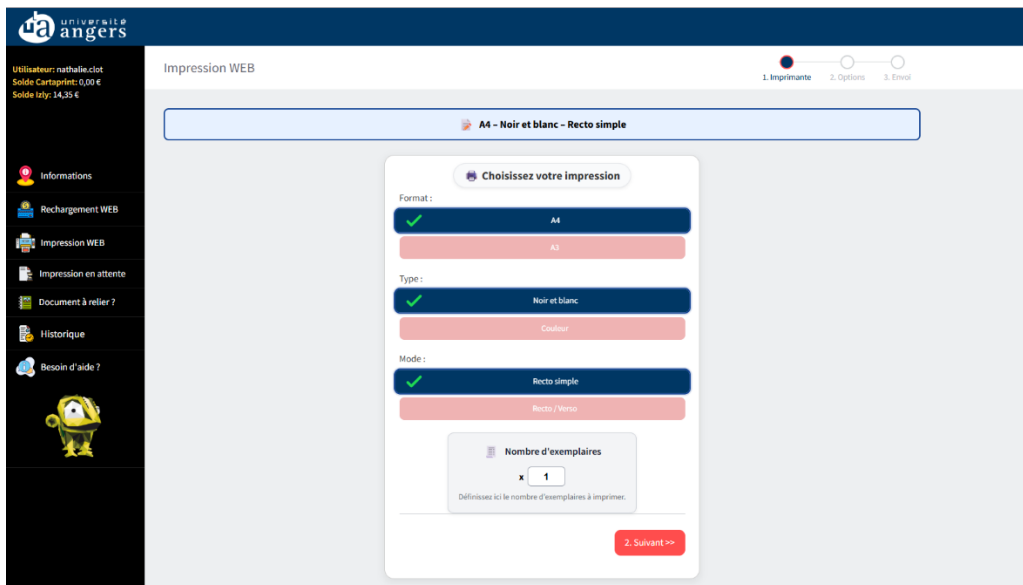 université
angers
Utilisateur: nathalie.clot
Solde Cartaprint: 0,00 €
Solde Izly: 14,35 €
Informations
Rechargement WEB
Impression WEB
Impression en attente
Document à relier ?
Historique
Besoin d'aide ?
Impression WEB
1. Imprimante
2. Options
3. Envoi
A4 – Noir et blanc – Recto simple
Choisissez votre impression
Format :
A4
A3
Type :
Noir et blanc
Couleur
Mode :
Recto simple
Recto / Verso
Nombre d'exemplaires
x 1
Définissez ici le nombre d'exemplaires à imprimer.
2. Suivant >>